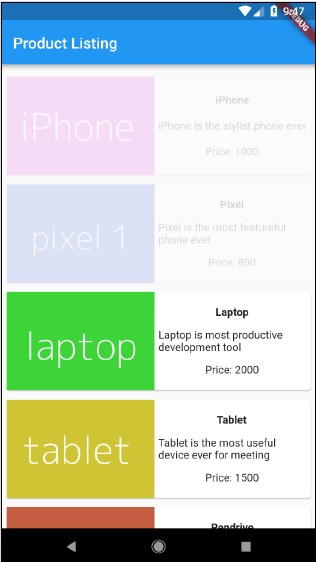 9:47
DEBUG
Product Listing
iPhone
iPhone
iPhone is the stylist phone ever
Price: 1000
pixel 1
Pixel
Pixel is the most featureful
phone ever
Price: 800
laptop
Laptop
Laptop is most productive
development tool
Price: 2000
tablet
Tablet
Tablet is the most useful
device ever for meeting
Price: 1500
Pendrive